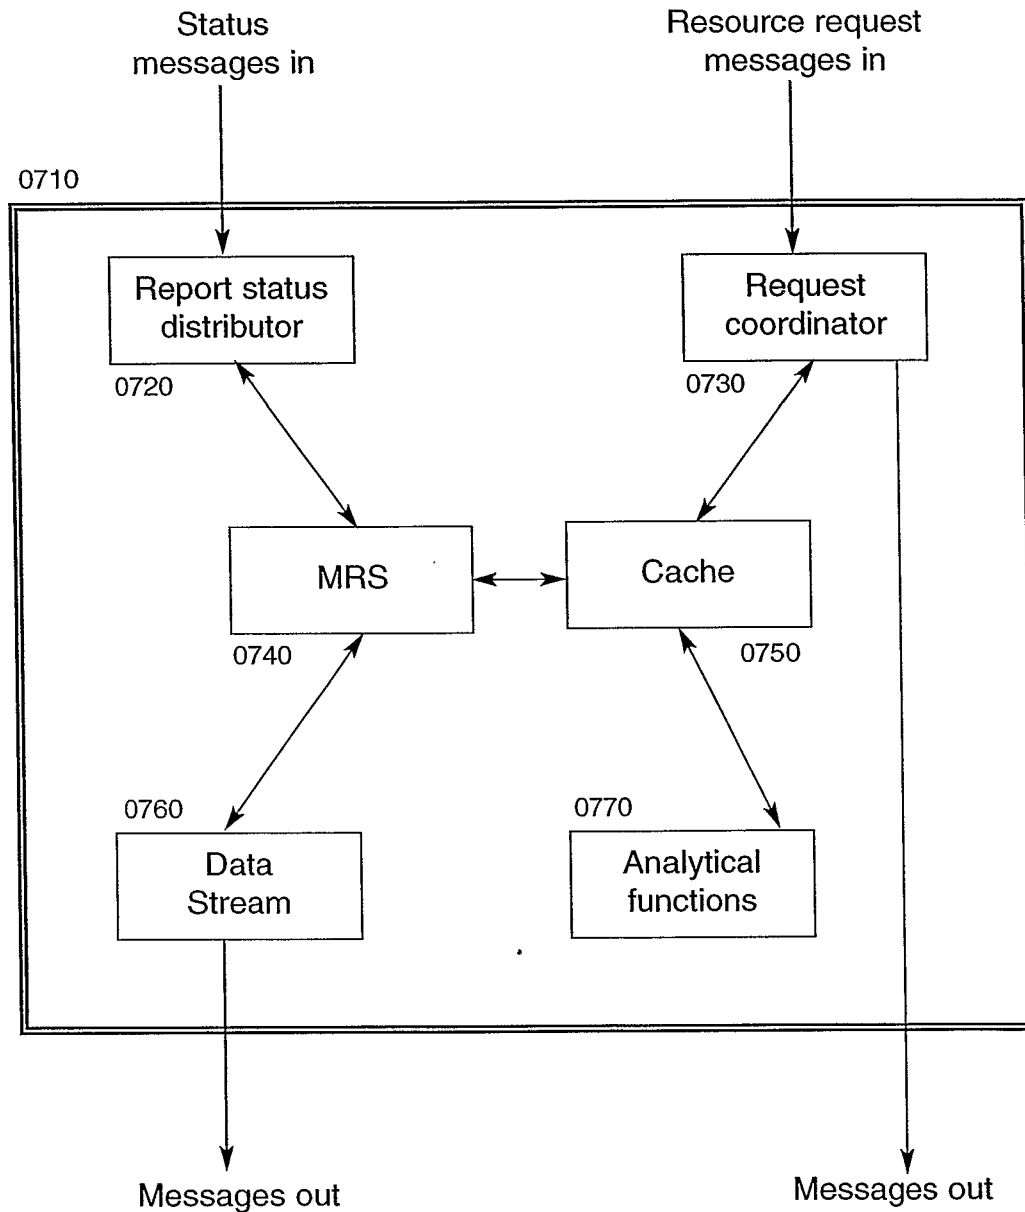 Status
messages in
Resource request
messages in
0710
Report status
distributor
0720
Request
coordinator
0730
MRS
0740
Cache
0750
0760
Data
Stream
0770
Analytical
functions
Messages out
Messages out